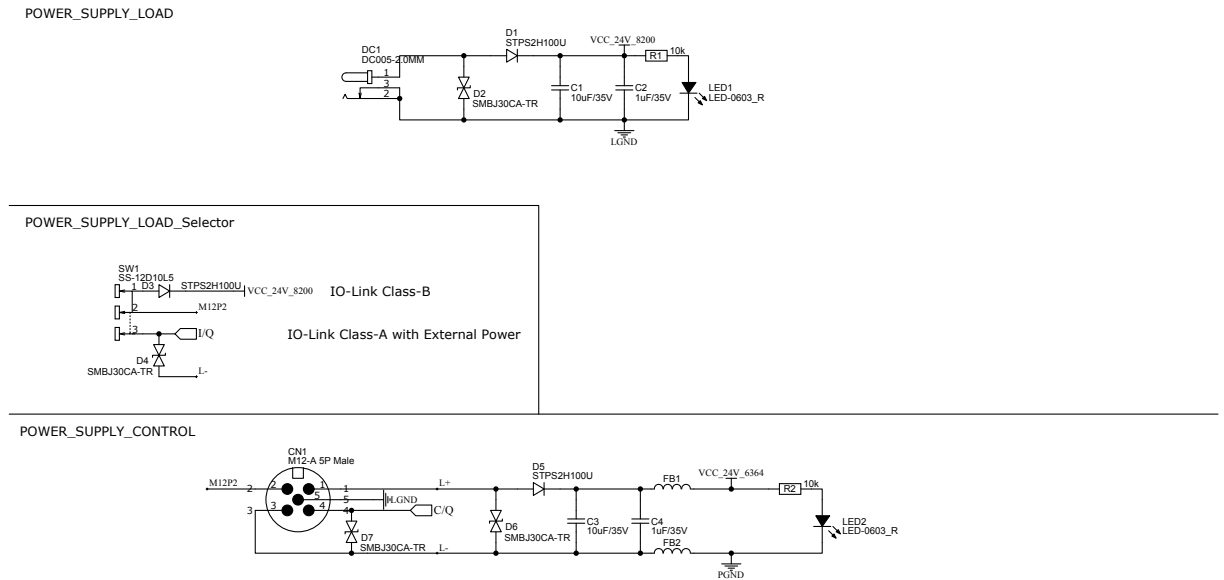 POWER_SUPPLY_LOAD
D1
STPS2H100U
VCC_24V_8200
DC1
DC005-2.0MM
R1
10k
1
3
2
D2
SMBJ30CA-TR
C1
10uF/35V
C2
1uF/35V
LED1
LED-0603_R
LGND
POWER_SUPPLY_LOAD_Selector
SW1
SS-12D10L5
1
D3
STPS2H100U
VCC_24V_8200
IO-Link Class-B
2
M12P2
3
I/Q
IO-Link Class-A with External Power
D4
SMBJ30CA-TR
L-
POWER_SUPPLY_CONTROL
CN1
M12-A 5P Male
D5
STPS2H100U
FB1
VCC_24V_6364
M12P2
2
2
1
1
L+
R2
10k
5
5
LGND
3
3
4
4
C/Q
D7
SMBJ30CA-TR
L-
D6
SMBJ30CA-TR
C3
10uF/35V
C4
1uF/35V
FB2
LED2
LED-0603_R
PGND